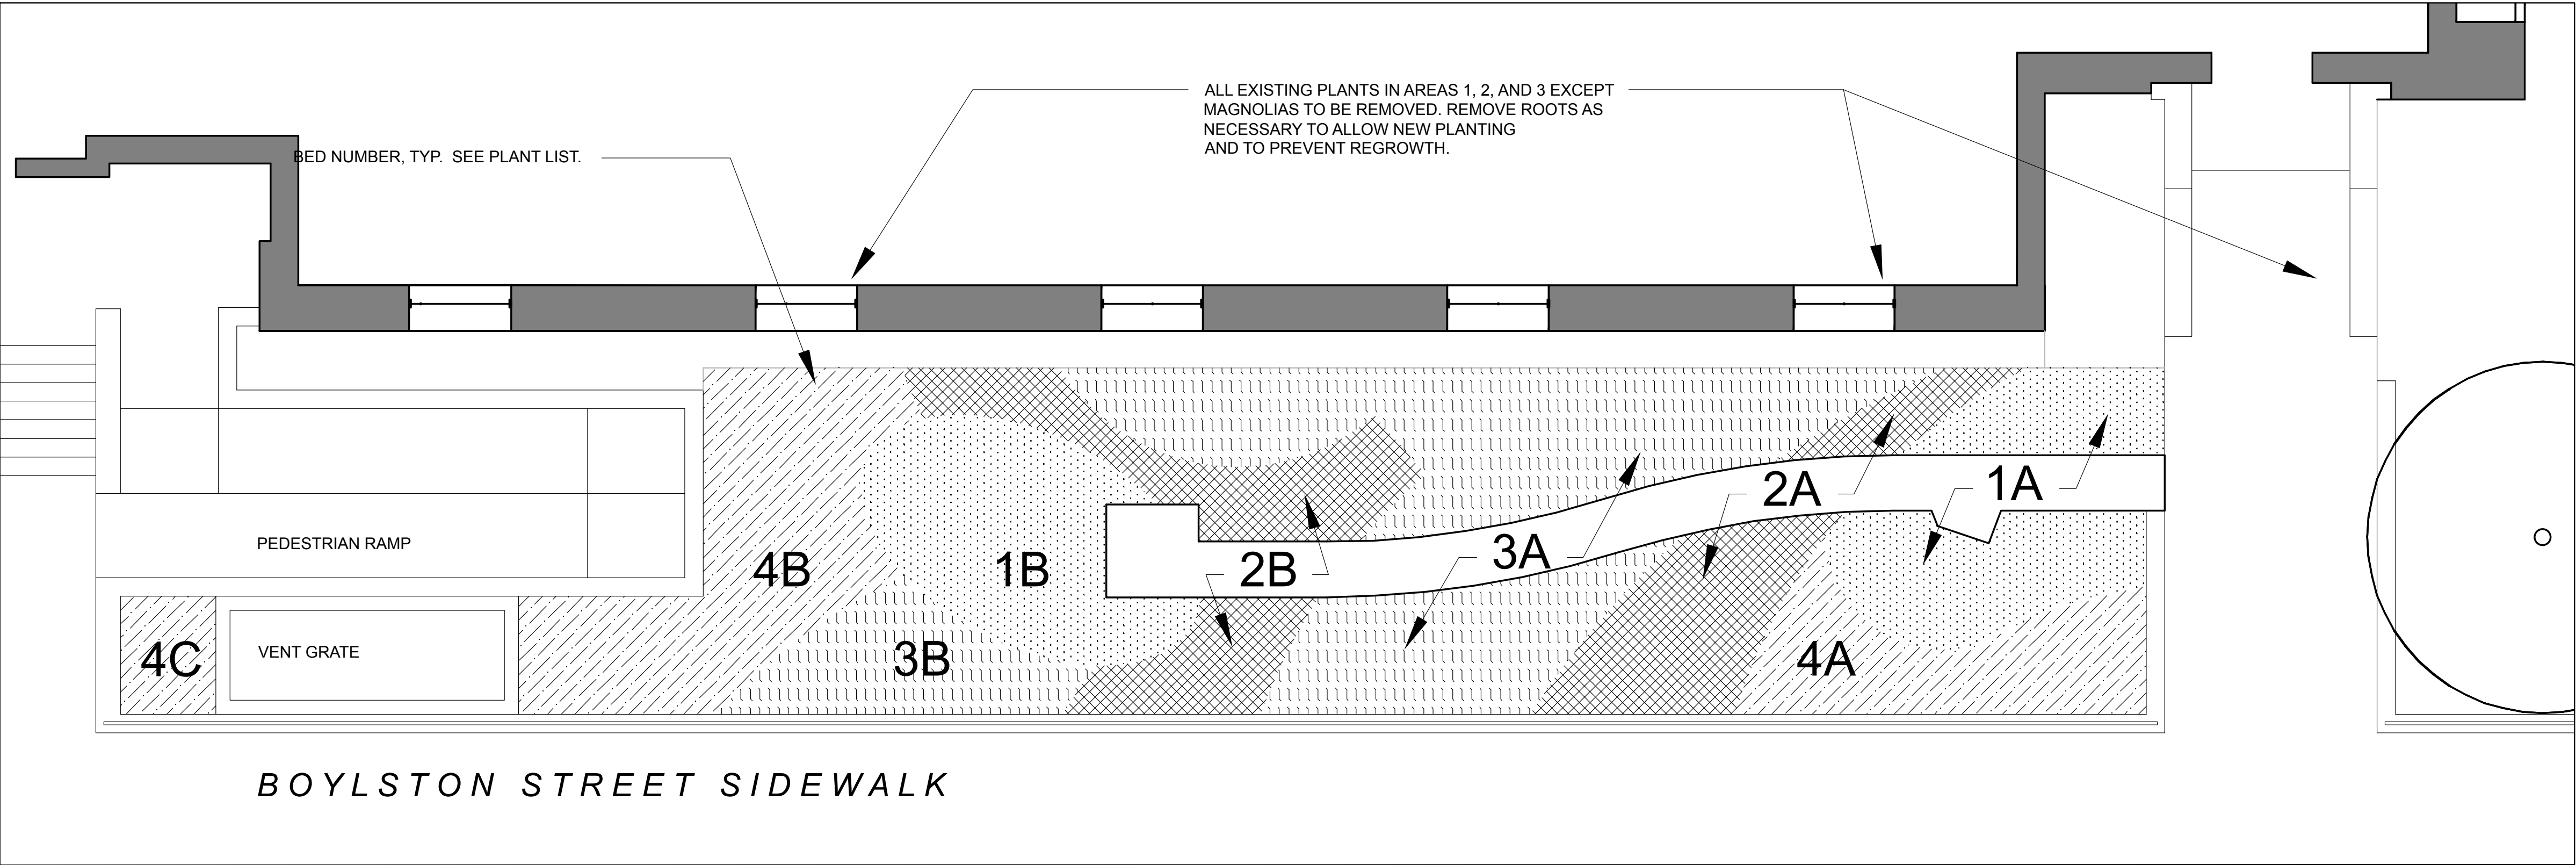 ALL EXISTING PLANTS IN AREAS 1, 2, AND 3 EXCEPT
MAGNOLIAS TO BE REMOVED. REMOVE ROOTS AS
NECESSARY TO ALLOW NEW PLANTING
AND TO PREVENT REGROWTH.
BED NUMBER, TYP. SEE PLANT LIST.
2A
1A
PEDESTRIAN RAMP
4B
1B
2B
3A
4C
VENT GRATE
3B
4A
BOYLSTON STREET SIDEWALK